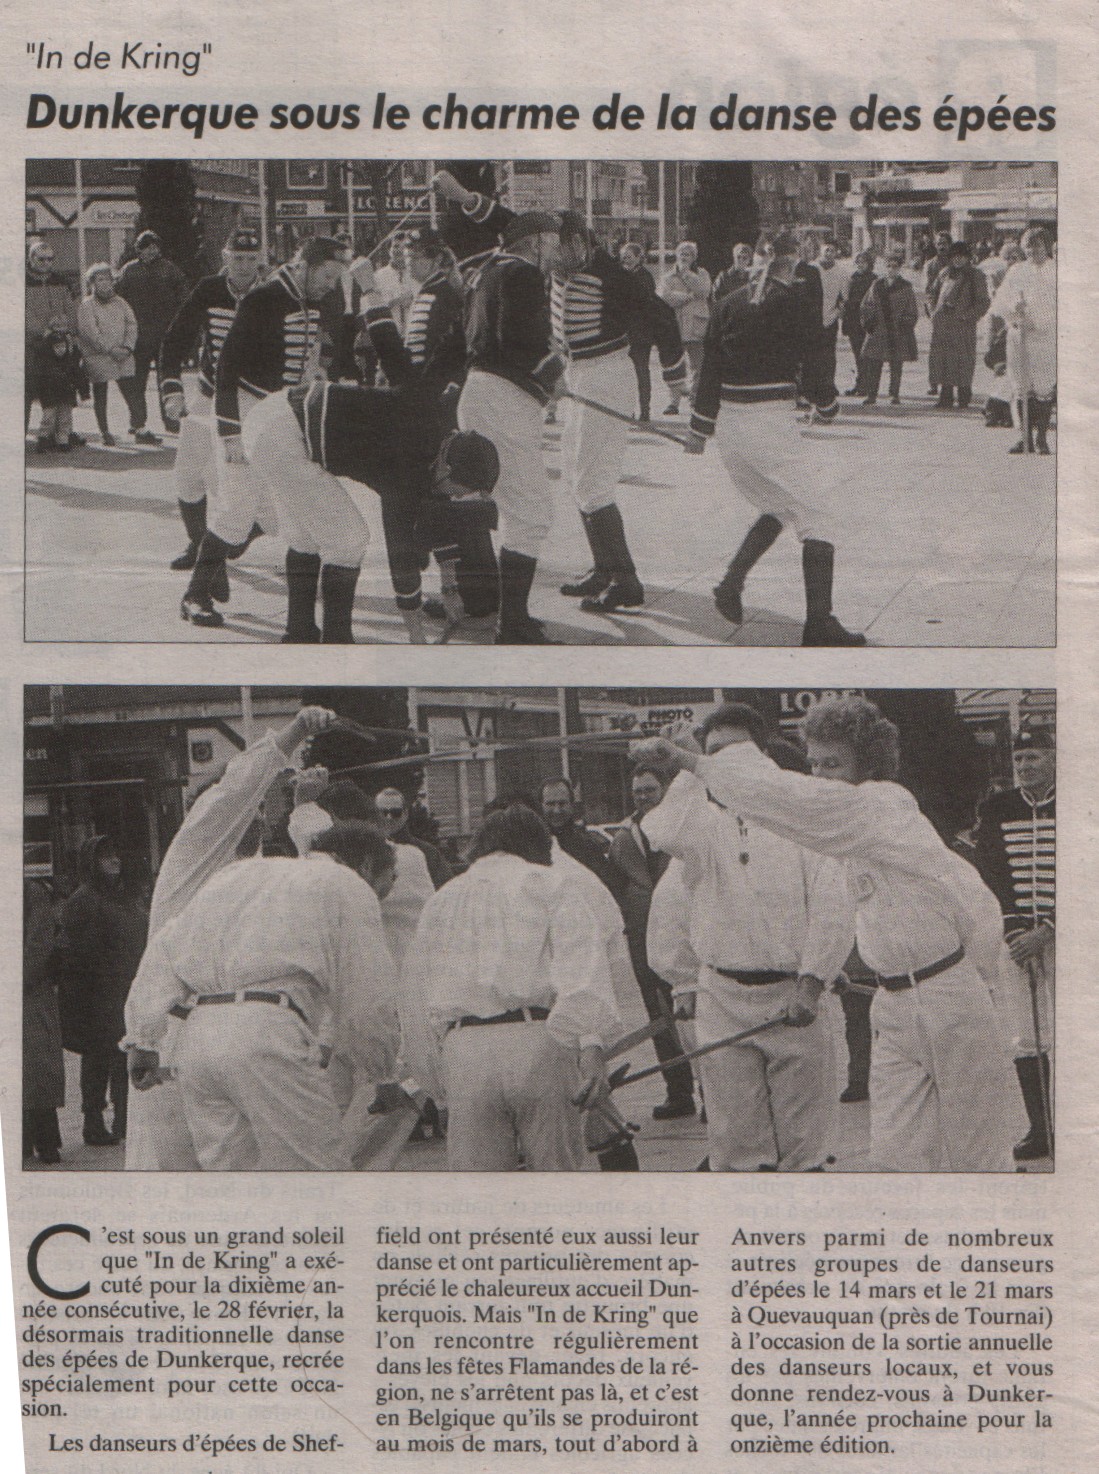 "In de Kring"
Dunkerque sous le charme de la danse des épées
LORENC
PHOTO
LORE
C'est sous un grand soleil
que "In de Kring" a exé-
cuté pour la dixième an-
née consécutive, le 28 février, la
désormais traditionnelle danse
des épées de Dunkerque, recrée
spécialement pour cette occa-
sion.
Les danseurs d'épées de Shef-
field ont présenté eux aussi leur
danse et ont particulièrement ap-
précié le chaleureux accueil Dun-
kerquois. Mais "In de Kring" que
l'on rencontre régulièrement
dans les fêtes Flamandes de la ré-
gion, ne s'arrêtent pas là, et c'est
en Belgique qu'ils se produiront
au mois de mars, tout d'abord à
Anvers parmi de nombreux
autres groupes de danseurs
d'épées le 14 mars et le 21 mars
à Quevauquan (près de Tournai)
à l'occasion de la sortie annuelle
des danseurs locaux, et vous
donne rendez-vous à Dunker-
que, l'année prochaine pour la
onzième édition.